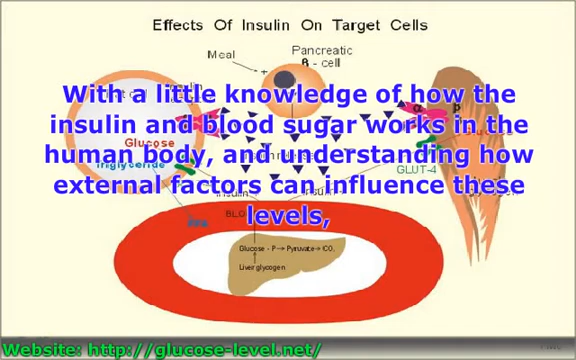 Effects Of Insulin On Target Cells
Meal
Pancreatic
β - cell
With a little knowledge of how the
insulin and blood sugar works in the
human body, and understanding how
external factors can influence these
levels,
Glucose
Triglyceride
GLUT-4
Insulin
Glucose - P → Pyruvate → CO₂
Liver glycogen
Website: http://glucose-level.net/